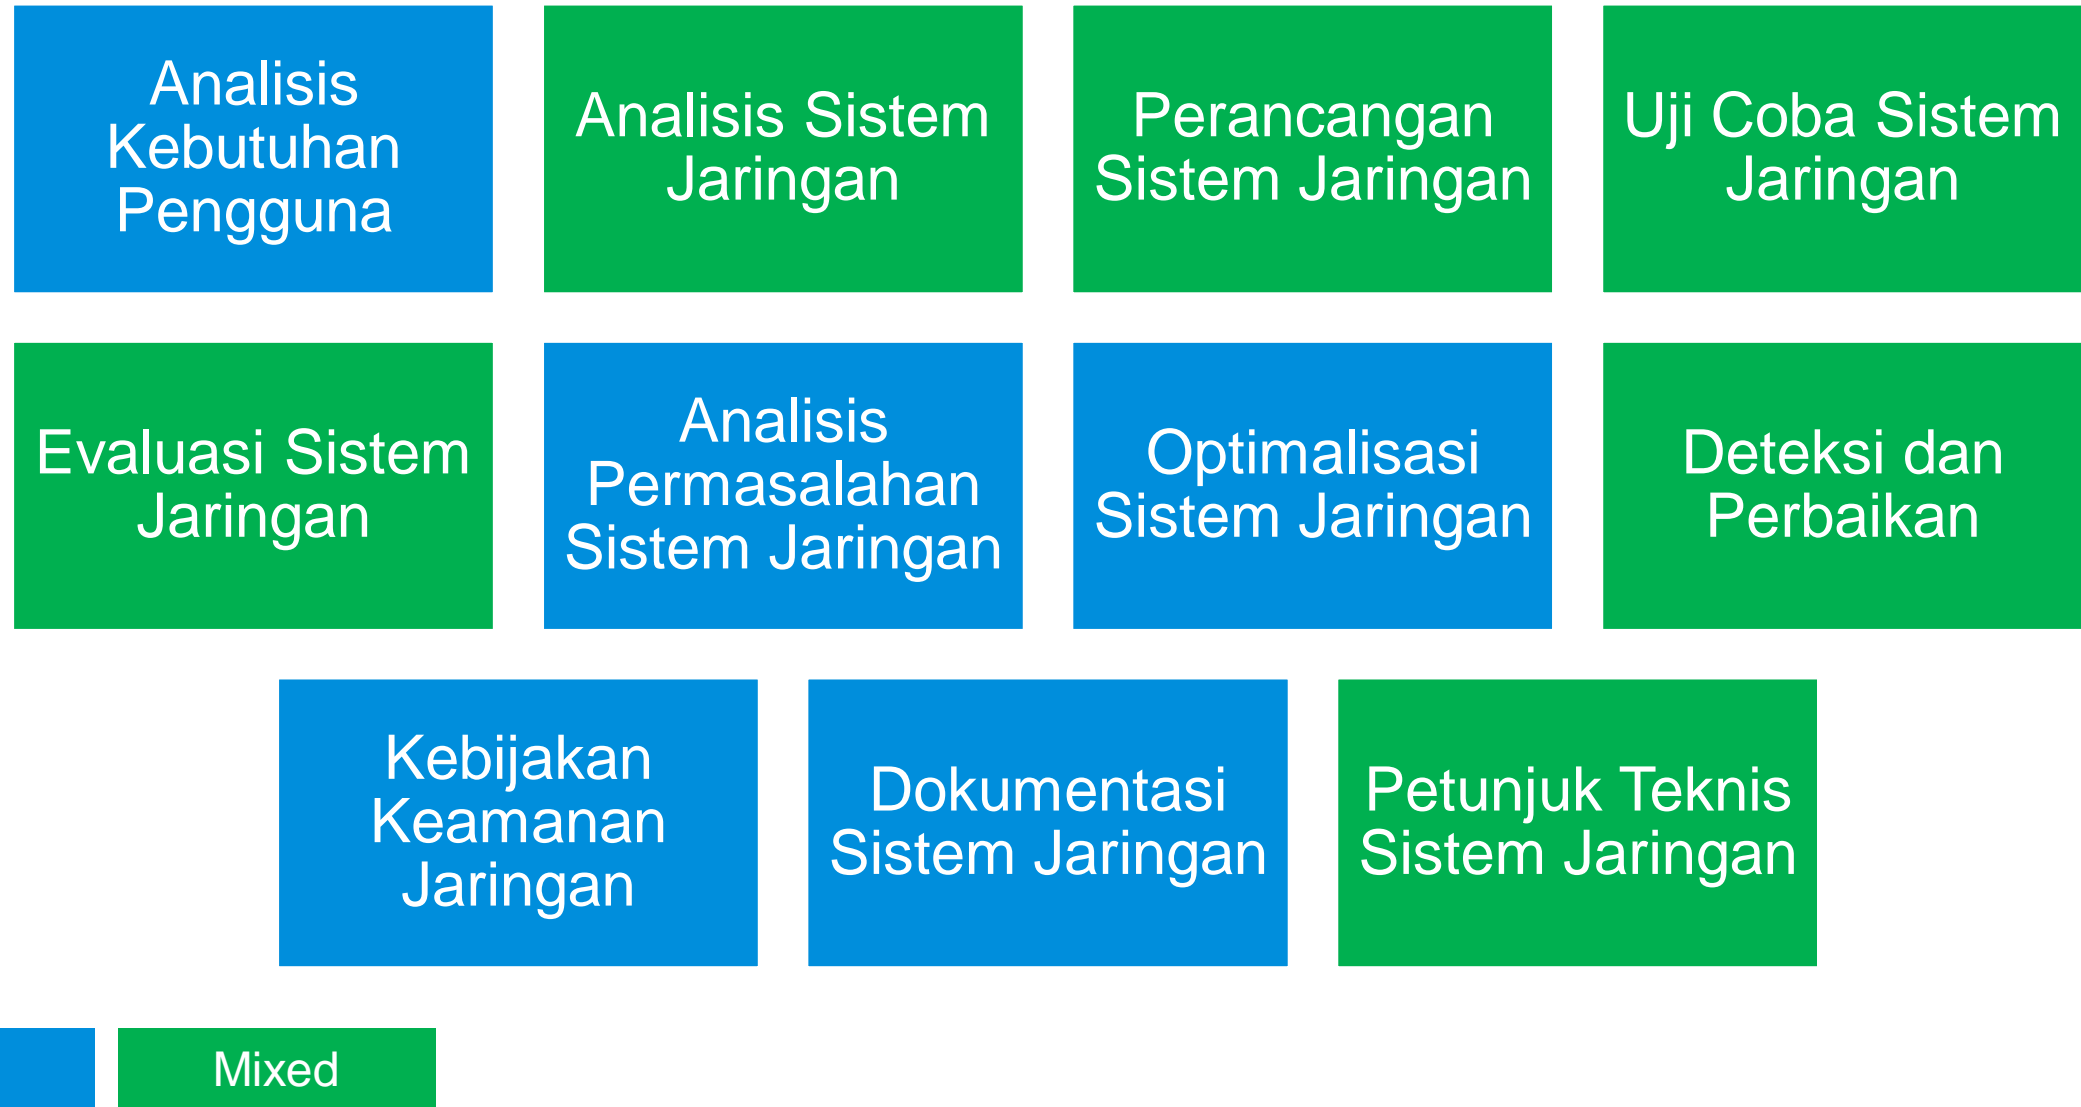 Analisis
Kebutuhan
Pengguna
Analisis Sistem
Jaringan
Perancangan
Sistem Jaringan
Uji Coba Sistem
Jaringan
Evaluasi Sistem
Jaringan
Analisis
Permasalahan
Sistem Jaringan
Optimalisasi
Sistem Jaringan
Deteksi dan
Perbaikan
Kebijakan
Keamanan
Jaringan
Dokumentasi
Sistem Jaringan
Petunjuk Teknis
Sistem Jaringan
Mixed